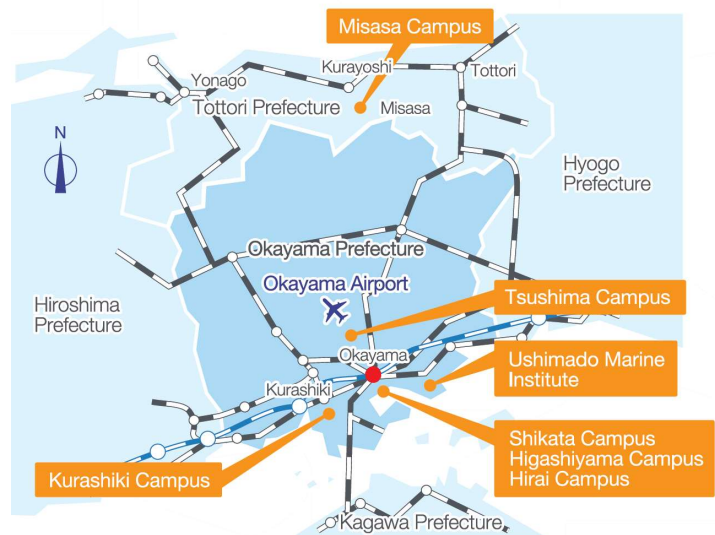 Misasa Campus
Kurayoshi
Tottori
Yonago
Tottori Prefecture
Misasa
N
Hyogo
Prefecture
Okayama Prefecture
Okayama Airport
Tsushima Campus
Hiroshima
Prefecture
Okayama
Ushimado Marine
Institute
Kurashiki
Shikata Campus
Higashiyama Campus
Hirai Campus
Kurashiki Campus
Kagawa Prefecture